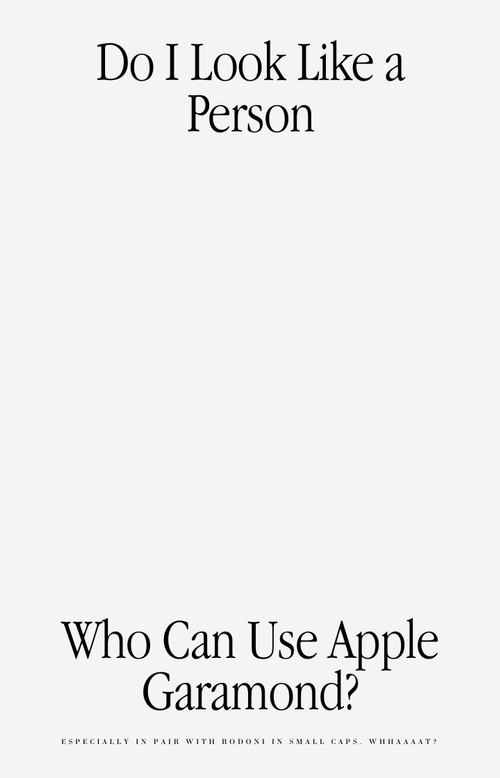 Do I Look Like a
Person
Who Can Use Apple
Garamond?
ESPECIALLY IN PAIR WITH BODONI IN SMALL CAPS. WHHAAAAT?